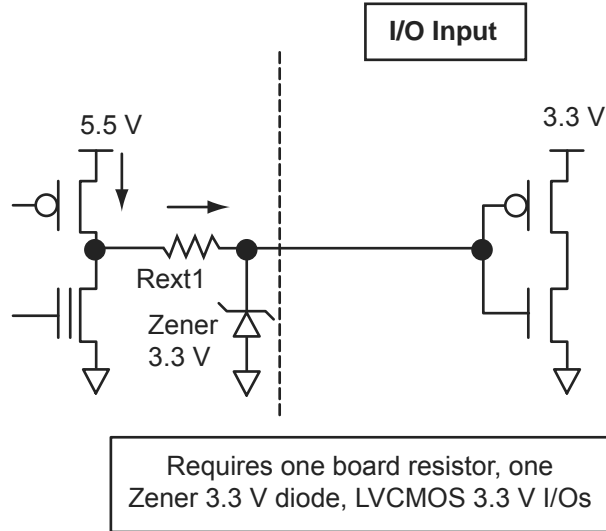 I/O Input
5.5 V
3.3 V
Rext1
Zener
3.3 V
Requires one board resistor, one
Zener 3.3 V diode, LVCMOS 3.3 V I/Os